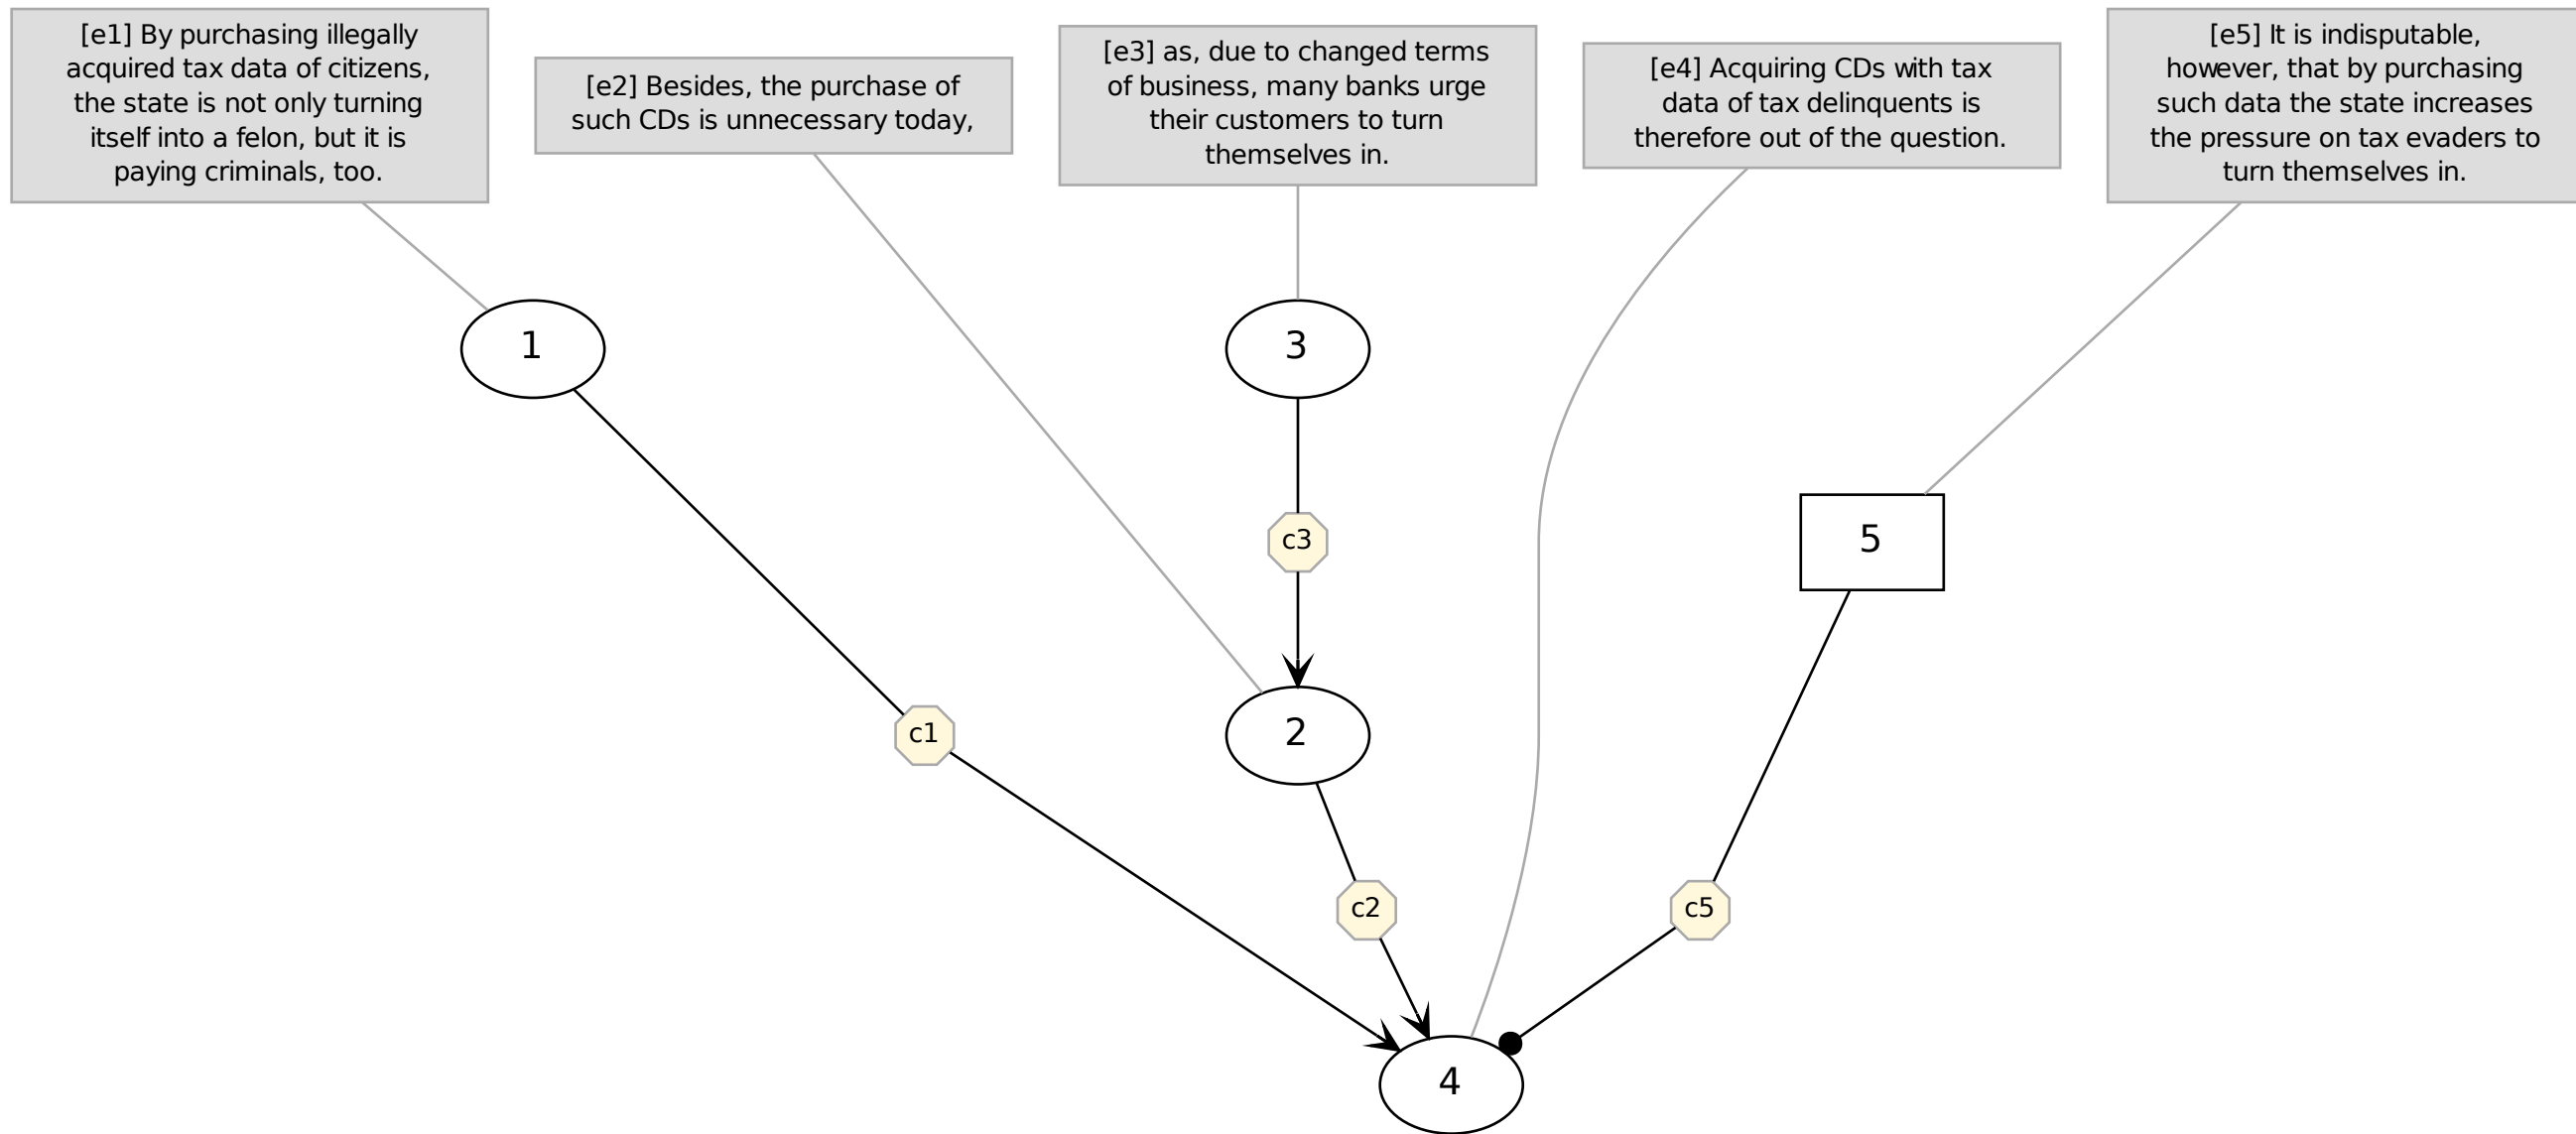 [e1] By purchasing illegally
acquired tax data of citizens,
the state is not only turning
itself into a felon, but it is
paying criminals, too.
[e2] Besides, the purchase of
such CDs is unnecessary today,
[e3] as, due to changed terms
of business, many banks urge
their customers to turn
themselves in.
[e4] Acquiring CDs with tax
data of tax delinquents is
therefore out of the question.
[e5] It is indisputable,
however, that by purchasing
such data the state increases
the pressure on tax evaders to
turn themselves in.
1
3
c3
5
c1
2
c2
c5
4